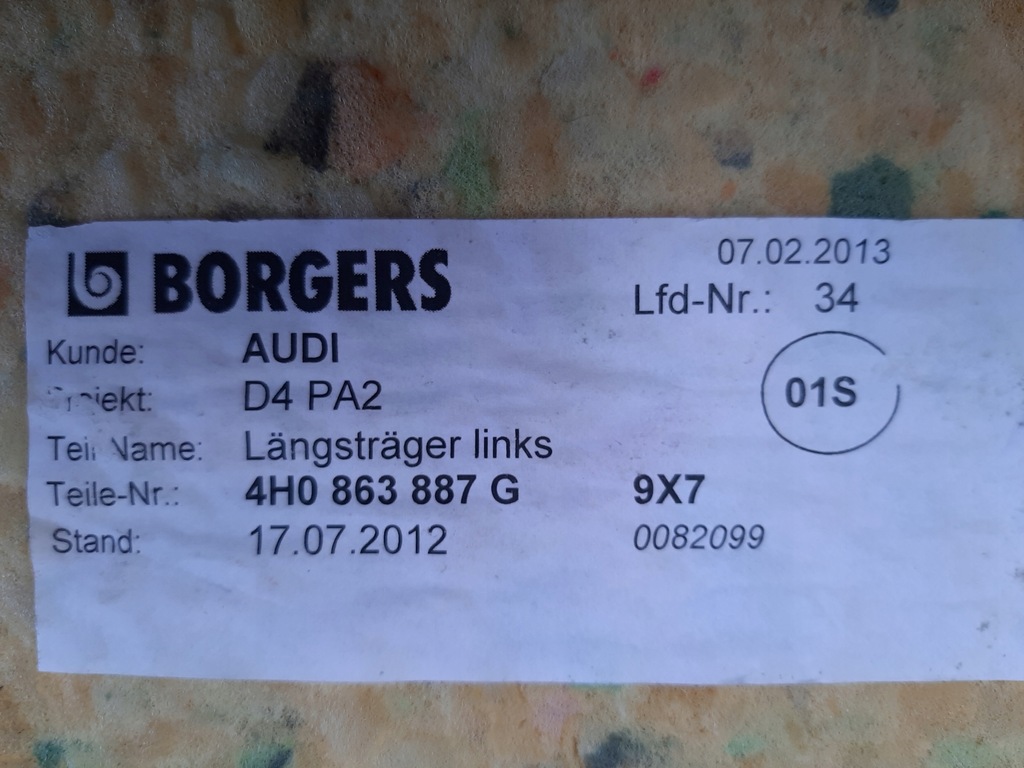 BORGERS
07.02.2013
Lfd-Nr.: 34
Kunde: AUDI
01S
Projekt: D4 PA2
Teil Name: Längsträger links
Teile-Nr.: 4H0 863 887 G 9X7
Stand: 17.07.2012 0082099